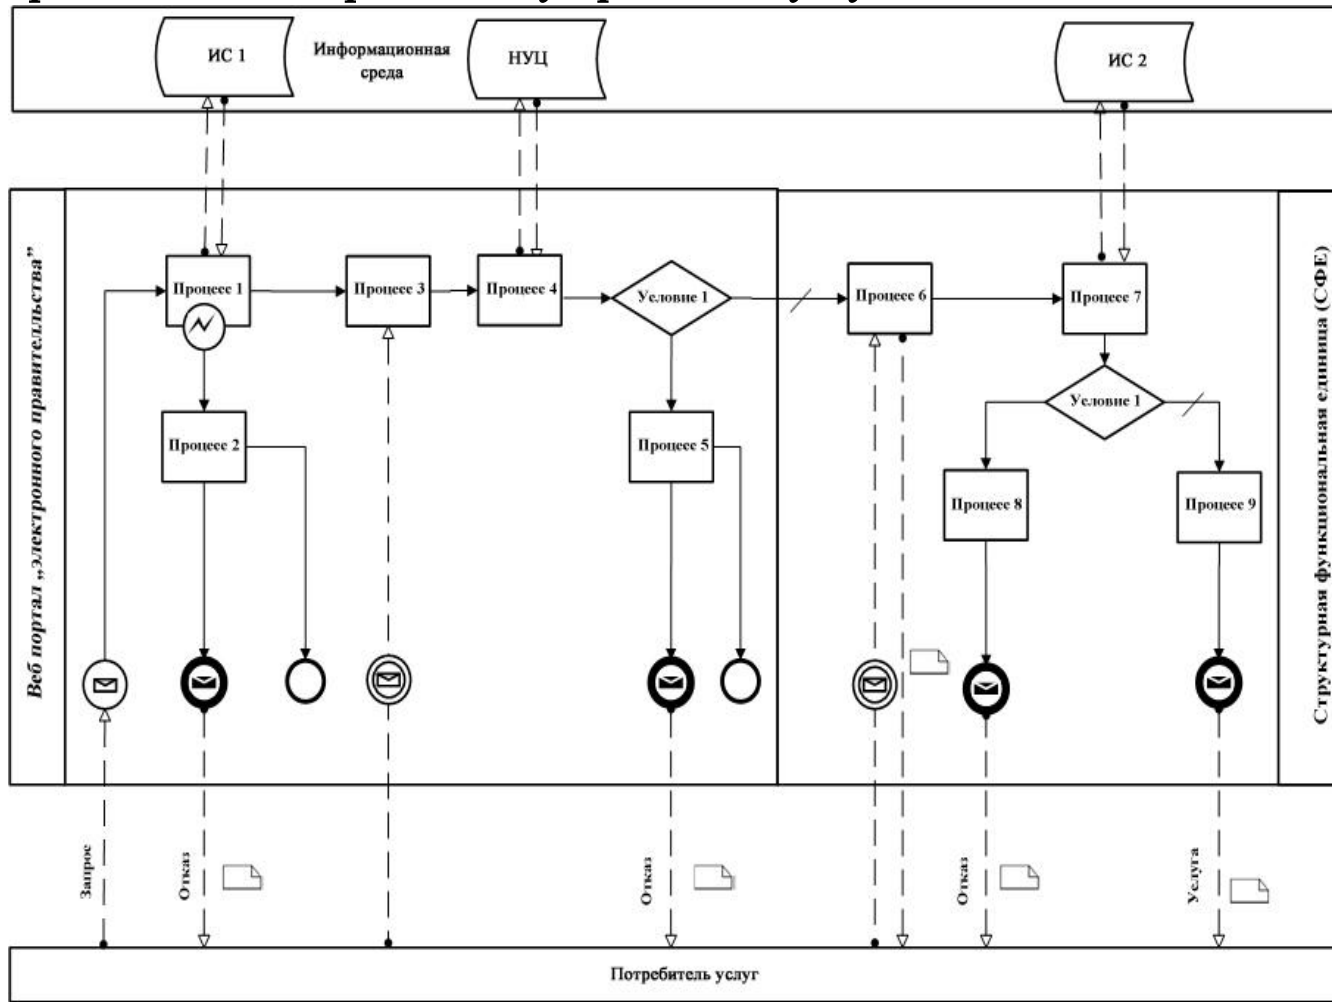 ИС 1
Информационная
среда
НУЦ
ИС 2
Веб портал „электронного правителльства”
Структурная функциональная единица (СФЕ)
Процесс 1
Процесс 3
Процесс 4
Условие 1
Процесс 6
Процесс 7
Условие 1
Процесс 2
Процесс 5
Процесс 8
Процесс 9
Запрос
Отказ
Отказ
Отказ
Услуга
Потребитель услуг